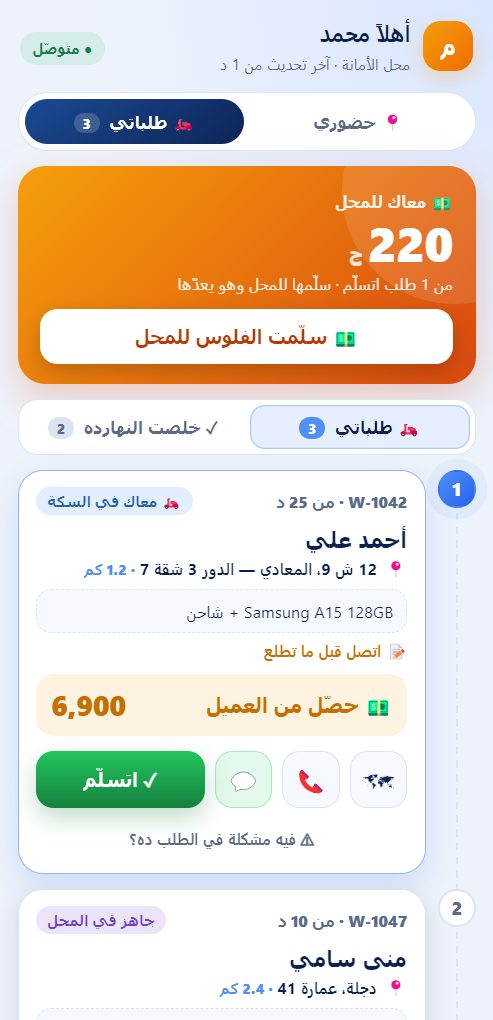 م
أهلاً محمد
محل الأمانة · آخر تحديث من 1 د
● متوصّل
📍 حضوري
🛵 طلباتي 3
💵 معاك للمحل
220 ج
من 1 طلب اتسلّم · سلّمها للمحل وهو يعدّها
💵 سلّمت الفلوس للمحل
🛵 طلباتي 3
✓ خلصت النهارده 2
1
W-1042 · من 25 د
🛵 معاك في السكة
أحمد علي
📍 12 ش 9، المعادي — الدور 3 شقة 7 · 1.2 كم
Samsung A15 128GB + شاحن
📝 اتصل قبل ما تطلع
💵 حصّل من العميل 6,900
✓ اتسلّم
⚠ فيه مشكلة في الطلب ده؟
2
W-1047 · من 10 د
جاهز في المحل
منى سامي
📍 دجلة، عمارة 41 · 2.4 كم